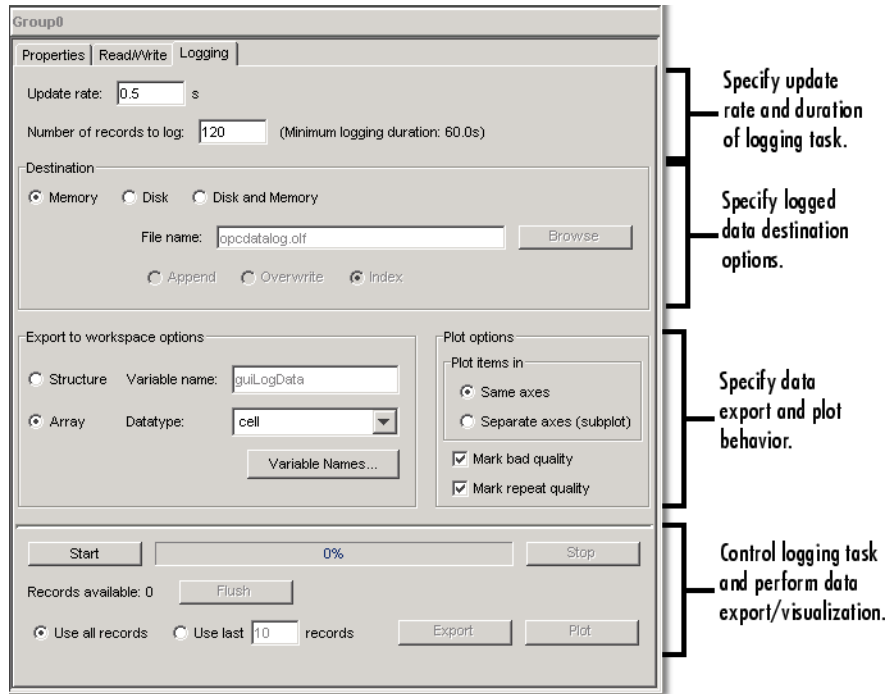 Group0
Properties Read/Write Logging
Update rate: 0.5 s
Number of records to log: 120 (Minimum logging duration: 60.0s)
Destination
Memory Disk Disk and Memory
File name: opcdatalog.olf Browse
Append Overwrite Index
Export to workspace options
Structure Variable name: guiLogData
Array Datatype: cell
Variable Names...
Plot options
Plot items in
Same axes
Separate axes (subplot)
Mark bad quality
Mark repeat quality
Start 0% Stop
Records available: 0 Flush
Use all records Use last 10 records Export Plot
Specify update
rate and duration
of logging task.
Specify logged
data destination
options.
Specify data
export and plot
behavior.
Control logging task
and perform data
export/visualization.